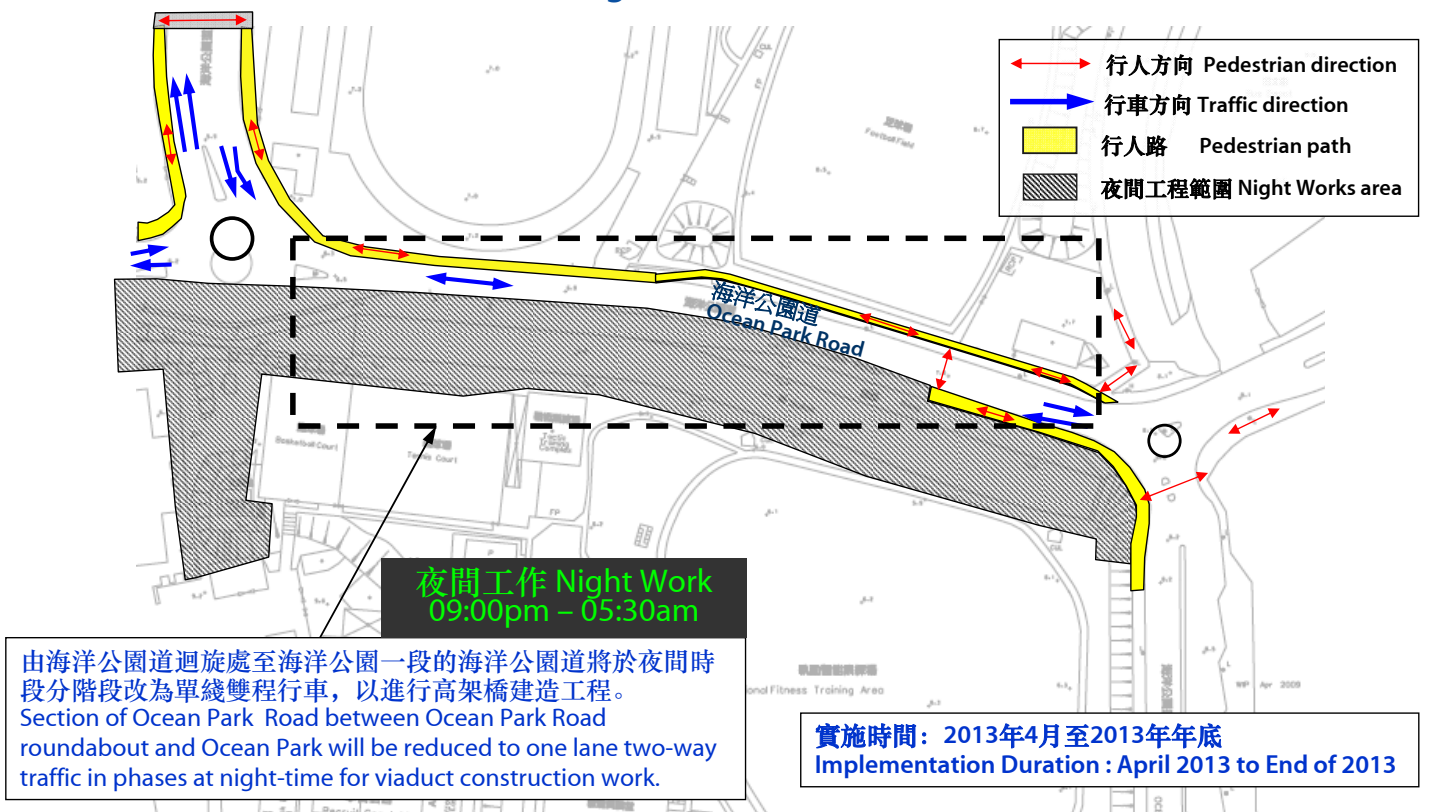 行人方向 Pedestrian direction
行車方向 Traffic direction
行人路 Pedestrian path
夜間工程範圍 Night Works area
足球場
Football Field
海洋公園道
Ocean Park Road
Basketball Court
Tennis Court
FP
P
夜間工作 Night Work
09:00pm – 05:30am
由海洋公園道迴旋處至海洋公園一段的海洋公園道將於夜間時
段分階段改為單綫雙程行車，以進行高架橋建造工程。
Section of Ocean Park Road between Ocean Park Road
roundabout and Ocean Park will be reduced to one lane two-way
traffic in phases at night-time for viaduct construction work.
onal Fitness Training Area
WIP Apr 2009
實施時間：2013年4月至2013年年底
Implementation Duration : April 2013 to End of 2013